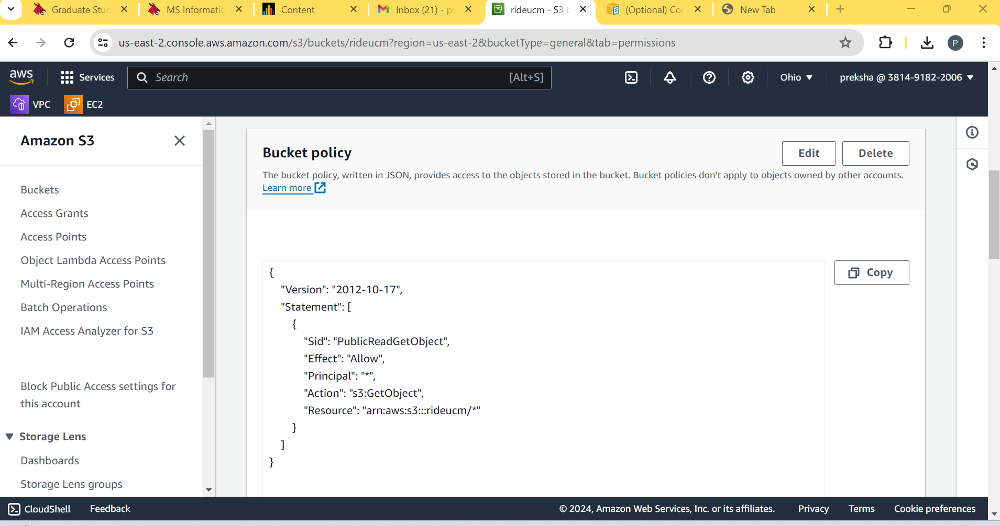 Graduate Stud
MS Informatio
Content
Inbox (21) - px
rideucm - S3 b
(Optional) Cor
New Tab
us-east-2.console.aws.amazon.com/s3/buckets/rideucm?region=us-east-2&bucketType=general&tab=permissions
P
aws
Services
Search
[Alt+S]
Ohio
preksha @ 3814-9182-2006
VPC
EC2
Amazon S3
Buckets
Access Grants
Access Points
Object Lambda Access Points
Multi-Region Access Points
Batch Operations
IAM Access Analyzer for S3
Block Public Access settings for
this account
Storage Lens
Dashboards
Storage Lens groups
Bucket policy
Edit
Delete
The bucket policy, written in JSON, provides access to the objects stored in the bucket. Bucket policies don't apply to objects owned by other accounts.
Learn more
Copy
{
"Version": "2012-10-17",
"Statement": [
{
"Sid": "PublicReadGetObject",
"Effect": "Allow",
"Principal": "*",
"Action": "s3:GetObject",
"Resource": "arn:aws:s3:::rideucm/*"
}
]
}
CloudShell
Feedback
© 2024, Amazon Web Services, Inc. or its affiliates.
Privacy
Terms
Cookie preferences